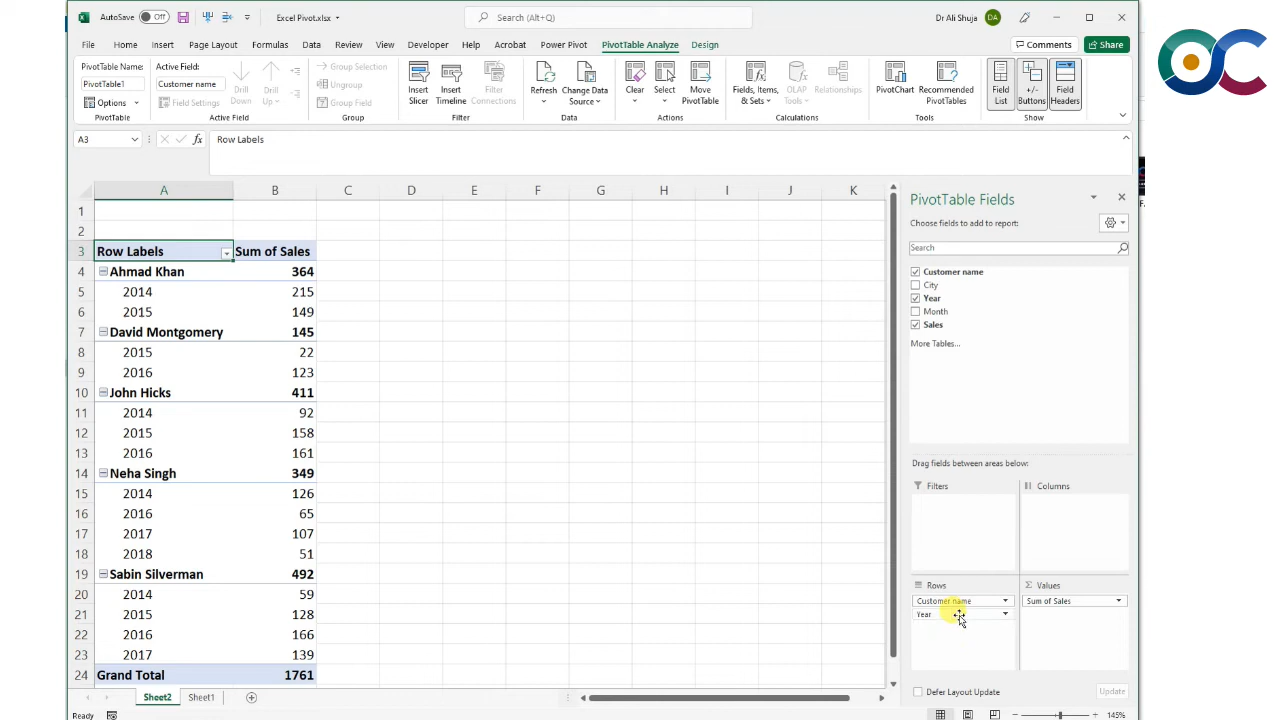 AutoSave Off Excel Pivot.xlsx Search (Alt+Q) Dr Ali Shuja DA
File Home Insert Page Layout Formulas Data Review View Developer Help Acrobat Power Pivot PivotTable Analyze Design Comments Share
PivotTable Name:
PivotTable1
Options
PivotTable
Active Field:
Customer name
Field Settings
Drill Down
Drill Up
Active Field
Group Selection
Ungroup
Group Field
Group
Insert Slicer
Insert Timeline
Filter Connections
Filter
Refresh
Change Data Source
Data
Clear
Select
Move PivotTable
Actions
Fields, Items, & Sets
OLAP Tools
Relationships
Calculations
PivotChart
Recommended PivotTables
Tools
Field List
+/- Buttons
Field Headers
Show
OC
A3 fx Row Labels
A B C D E F G H I J K
1
2
3 Row Labels Sum of Sales
4 Ahmad Khan 364
5 2014 215
6 2015 149
7 David Montgomery 145
8 2015 22
9 2016 123
10 John Hicks 411
11 2014 92
12 2015 158
13 2016 161
14 Neha Singh 349
15 2014 126
16 2016 65
17 2017 107
18 2018 51
19 Sabin Silverman 492
20 2014 59
21 2015 128
22 2016 166
23 2017 139
24 Grand Total 1761
PivotTable Fields
Choose fields to add to report:
Search
Customer name
City
Year
Month
Sales
More Tables...
Drag fields between areas below:
Filters
Columns
Rows
Customer name
Year
Σ Values
Sum of Sales
Defer Layout Update Update
Sheet2 Sheet1
Ready 145%